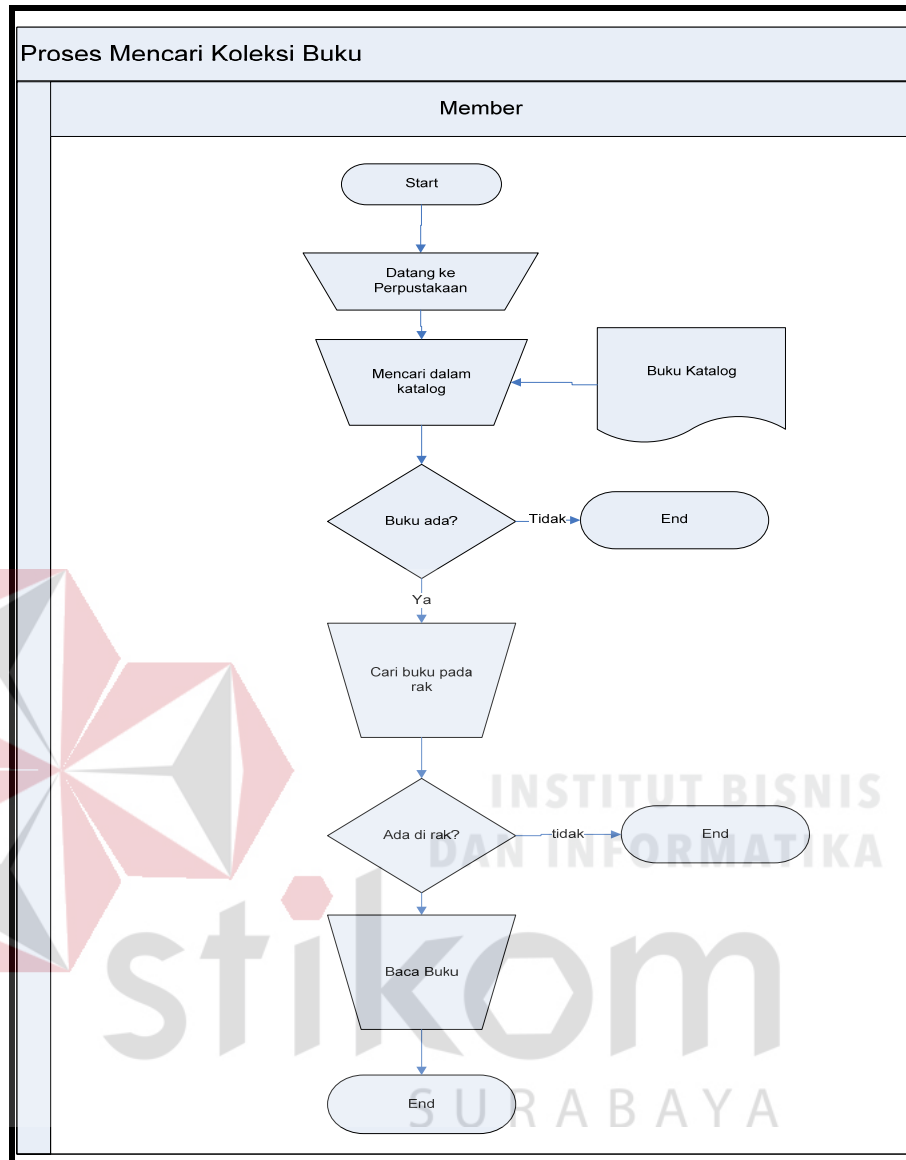 Proses Mencari Koleksi Buku
Member
Start
Datang ke
Perpustakaan
Mencari dalam
katalog
Buku Katalog
Buku ada?
Tidak
End
Ya
Cari buku pada
rak
INSTITUT BISNIS
DAN INFORMATIKA
Ada di rak?
tidak
End
stikom
SURABAYA
Baca Buku
End